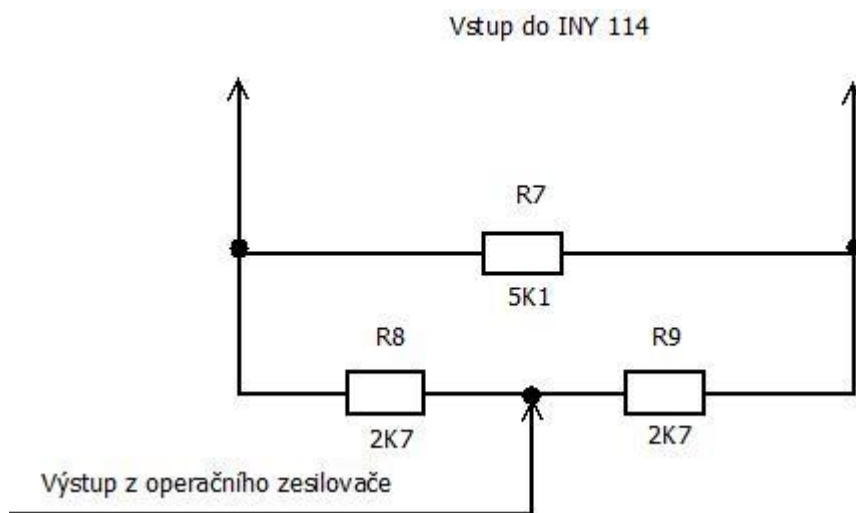 Vstup do INY 114
R7
5K1
R8
R9
2K7
2K7
Výstup z operačního zesilovače